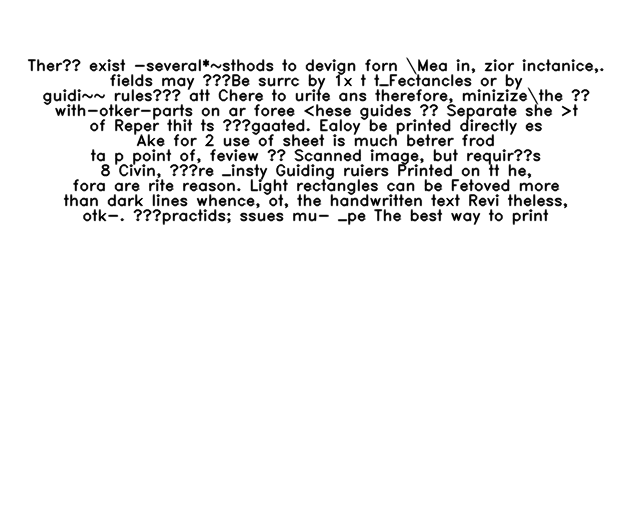 Ther?? exist -several*~sthods to devign forn \Mea in, zior inctanice,.
fields may ???Be surrc by 1x t t_Fectancles or by
guidi~~ rules??? att Chere to urite ans therefore, minizize\the ??
with-otker-parts on ar foree <hese guides ?? Separate she >t
of Reper thit ts ???gaated. Ealoy be printed directly es
Ake for 2 use of sheet is much betrer frod
ta p point of, feview ?? Scanned image, but requir??s
8 Civin, ???re _insty Guiding ruiers Printed on tt he,
fora are rite reason. Light rectangles can be Fetoved more
than dark lines whence, ot, the handwritten text Revi theless,
otk-. ???practids; ssues mu- _pe The best way to print